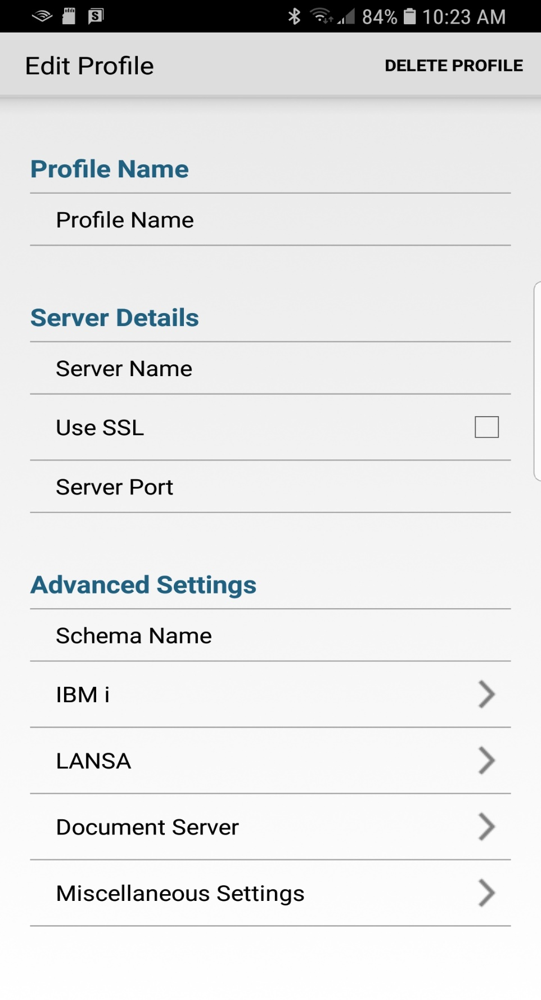 S 84% 10:23 AM
Edit Profile DELETE PROFILE
Profile Name
Profile Name
Server Details
Server Name
Use SSL
Server Port
Advanced Settings
Schema Name
IBM i
LANSA
Document Server
Miscellaneous Settings